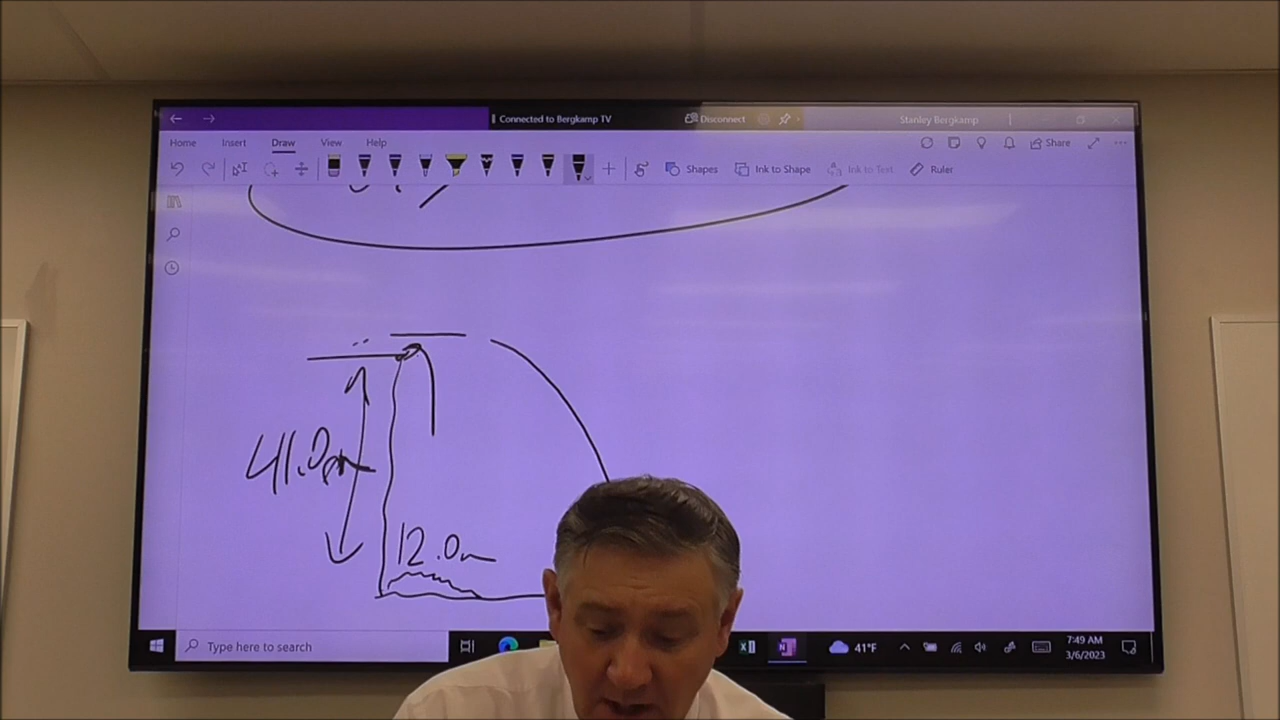 Connected to Bergkamp TV
Disconnect
Stanley Bergkamp
Home Insert Draw View Help
Share
Shapes
Ink to Shape
Ink to Text
Ruler
41.0m
12.0m
Type here to search
41°F
7:49 AM
3/6/2023